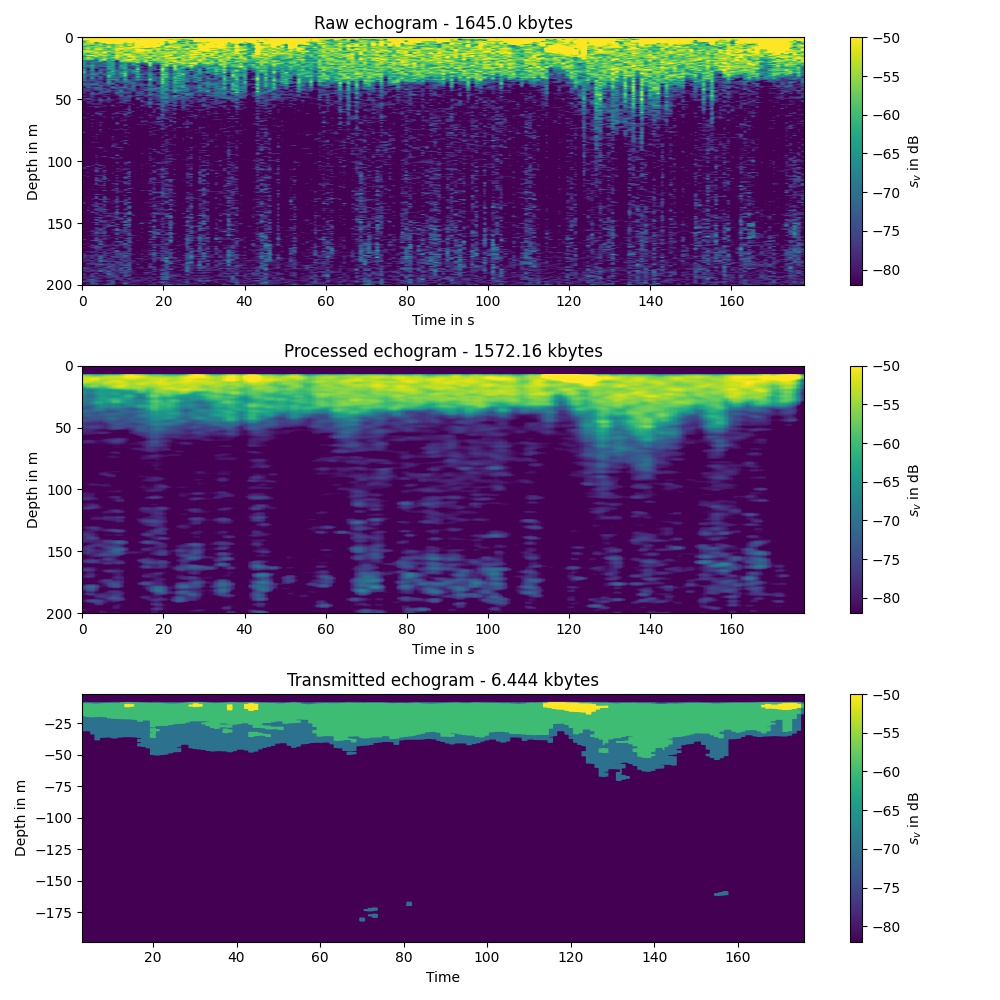 Raw echogram - 1645.0 kbytes
0
50
100
150
200
Depth in m
0 20 40 60 80 100 120 140 160
Time in s
−50
−55
−60
−65
−70
−75
−80
sv in dB
Processed echogram - 1572.16 kbytes
0
50
100
150
200
Depth in m
0 20 40 60 80 100 120 140 160
Time in s
−50
−55
−60
−65
−70
−75
−80
sv in dB
Transmitted echogram - 6.444 kbytes
−25
−50
−75
−100
−125
−150
−175
Depth in m
20 40 60 80 100 120 140 160
Time
−50
−55
−60
−65
−70
−75
−80
sv in dB